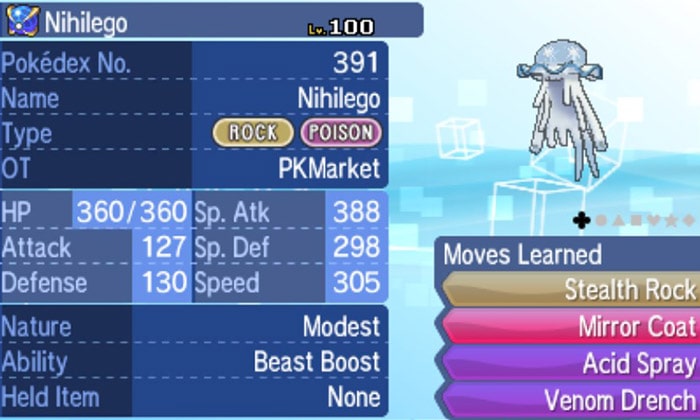 Nihilego Lv.100
Pokédex No. 391
Name Nihilego
Type ROCK POISON
OT PKMarket
HP 360/360 Sp. Atk 388
Attack 127 Sp. Def 298
Defense 130 Speed 305
Nature Modest
Ability Beast Boost
Held Item None
Moves Learned
Stealth Rock
Mirror Coat
Acid Spray
Venom Drench